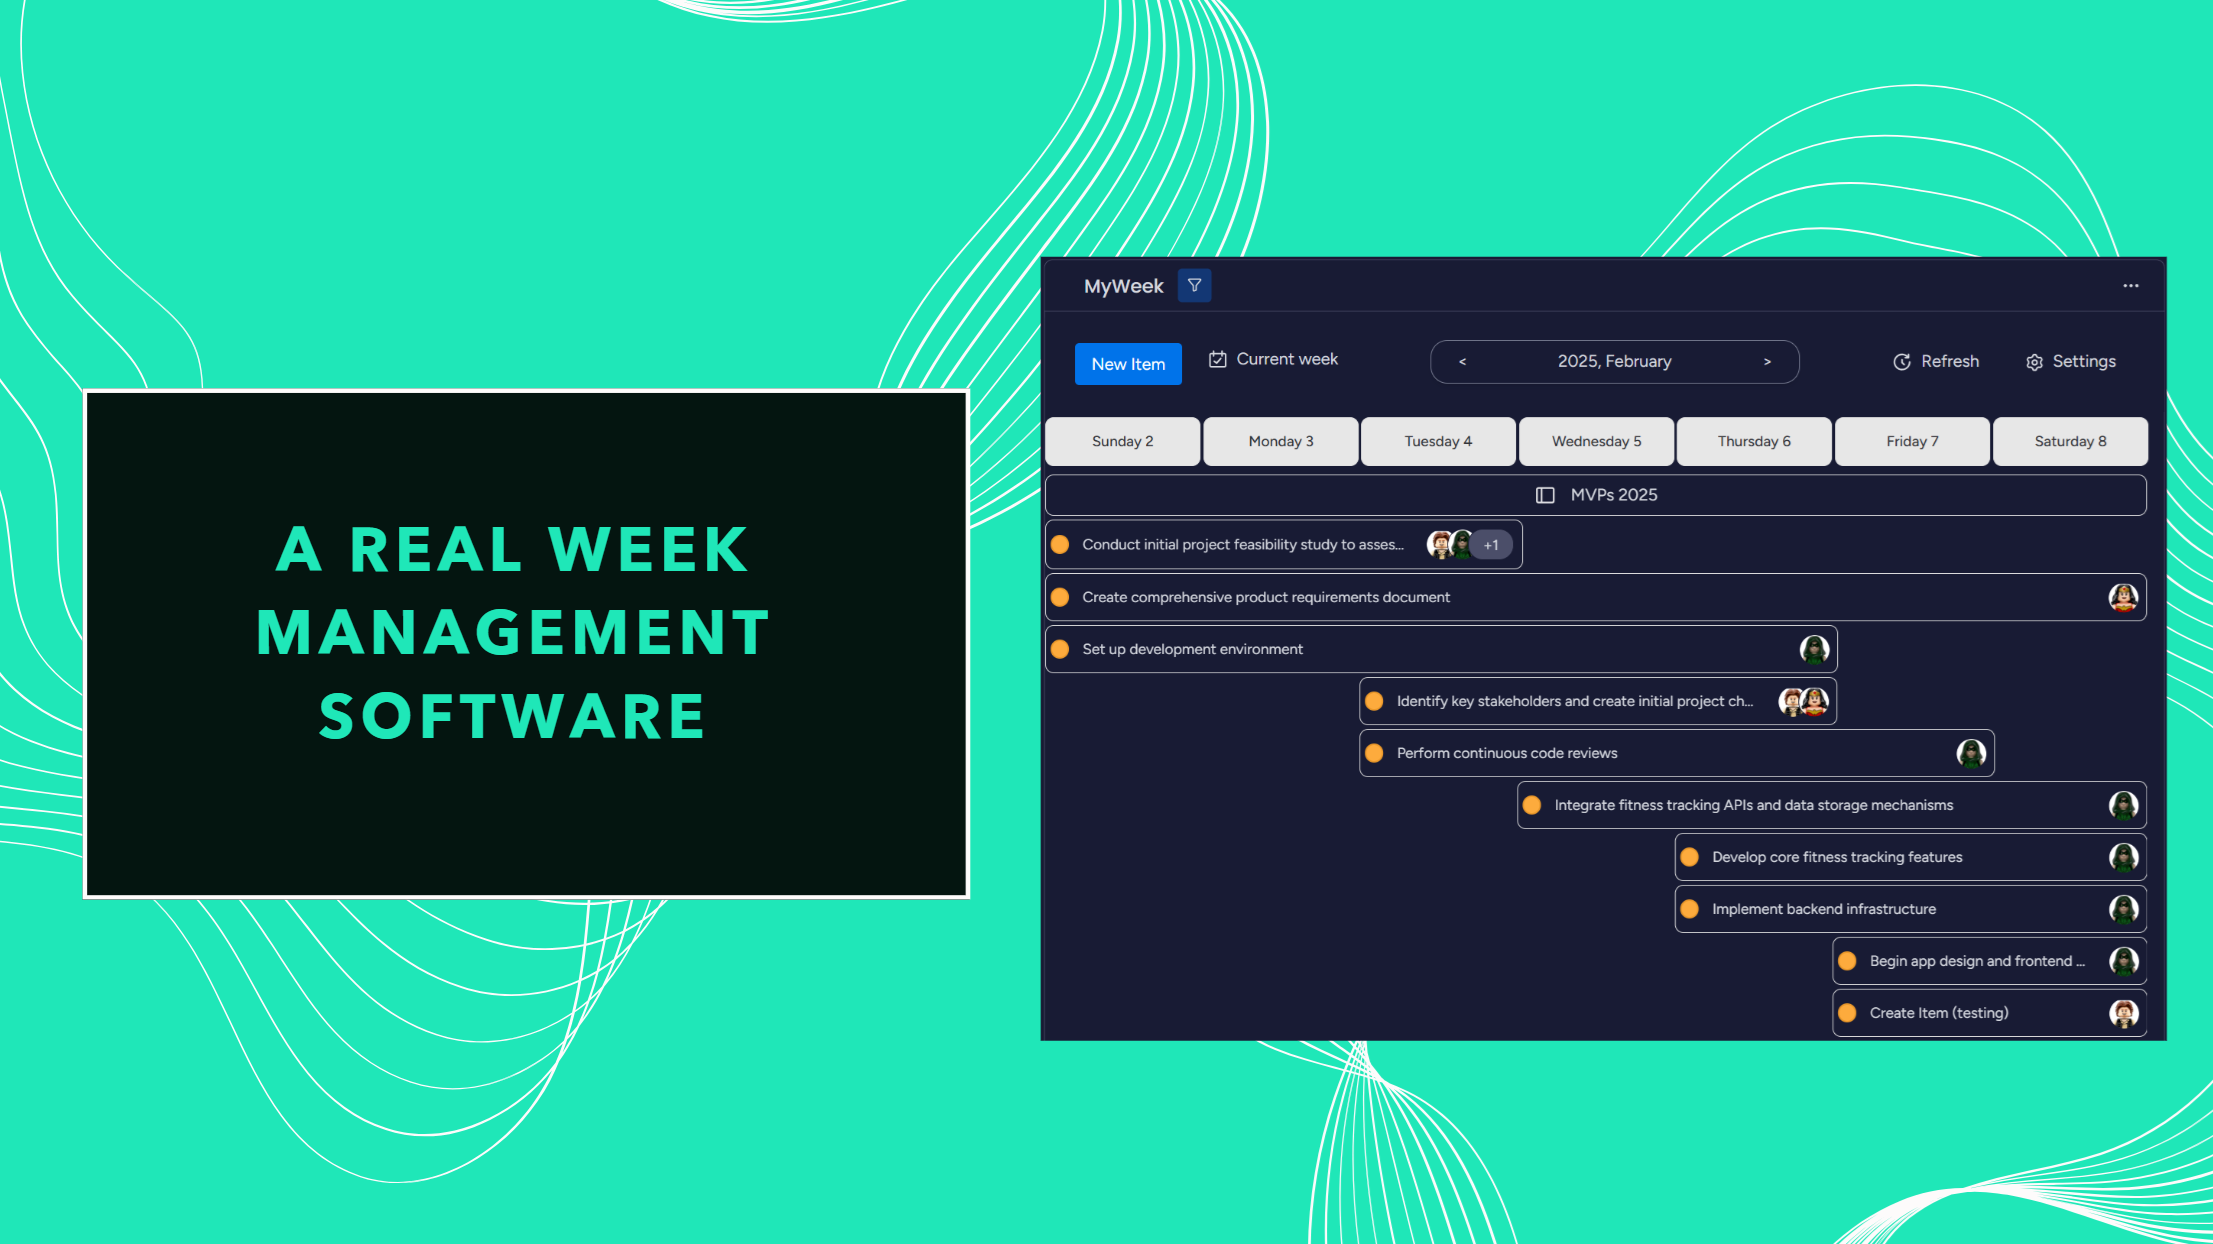 A REAL WEEK
MANAGEMENT
SOFTWARE
MyWeek
...
New Item
Current week
< 2025, February >
Refresh
Settings
Sunday 2 Monday 3 Tuesday 4 Wednesday 5 Thursday 6 Friday 7 Saturday 8
MVPs 2025
Conduct initial project feasibility study to asses... +1
Create comprehensive product requirements document
Set up development environment
Identify key stakeholders and create initial project ch...
Perform continuous code reviews
Integrate fitness tracking APIs and data storage mechanisms
Develop core fitness tracking features
Implement backend infrastructure
Begin app design and frontend ...
Create Item (testing)